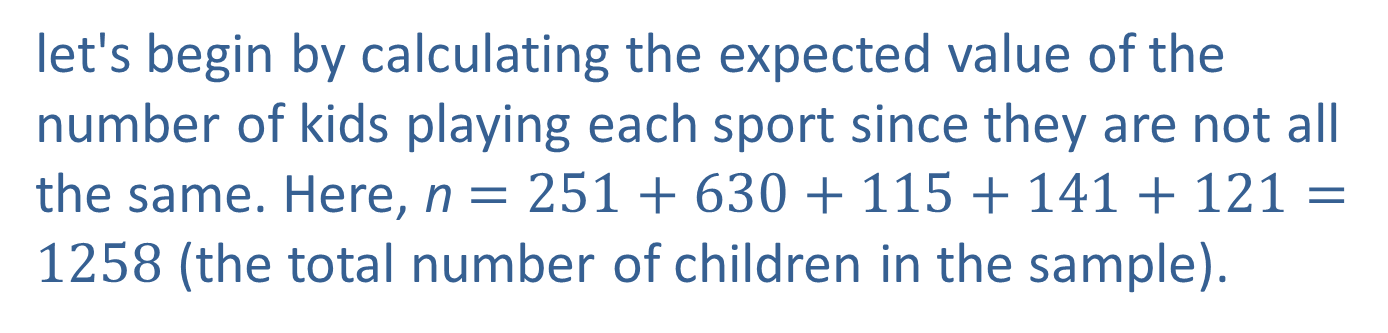 let's begin by calculating the expected value of the
number of kids playing each sport since they are not all
the same. Here, n = 251 + 630 + 115 + 141 + 121 =
1258 (the total number of children in the sample).